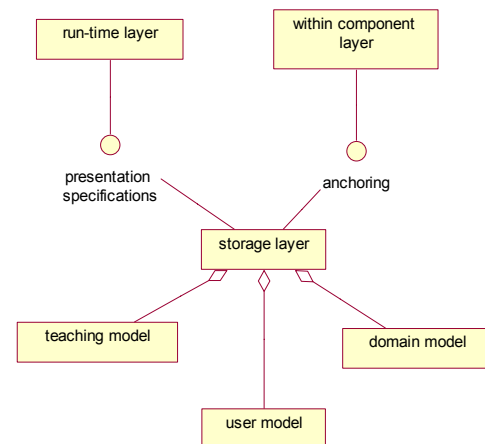 run-time layer
within component
layer
presentation
specifications
anchoring
storage layer
teaching model
domain model
user model